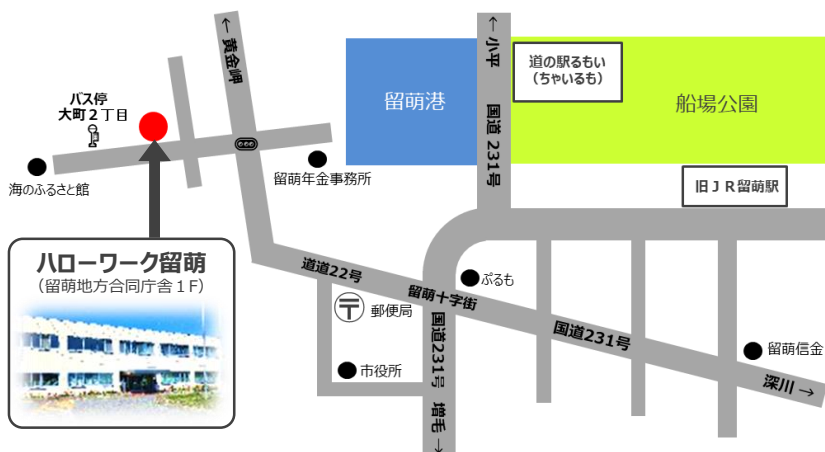 ← 黄金岬
← 小平
道の駅るもい
（ちゃいるも）
船場公園
留萌港
バス停
大町２丁目
国道 231号
海のふるさと館
留萌年金事務所
旧ＪＲ留萌駅
ハローワーク留萌
（留萌地方合同庁舎１F）
道道22号
ぷるも
留萌十字街
郵便局
国道231号
国道231号
留萌信金
市役所
深川 →
増毛 →